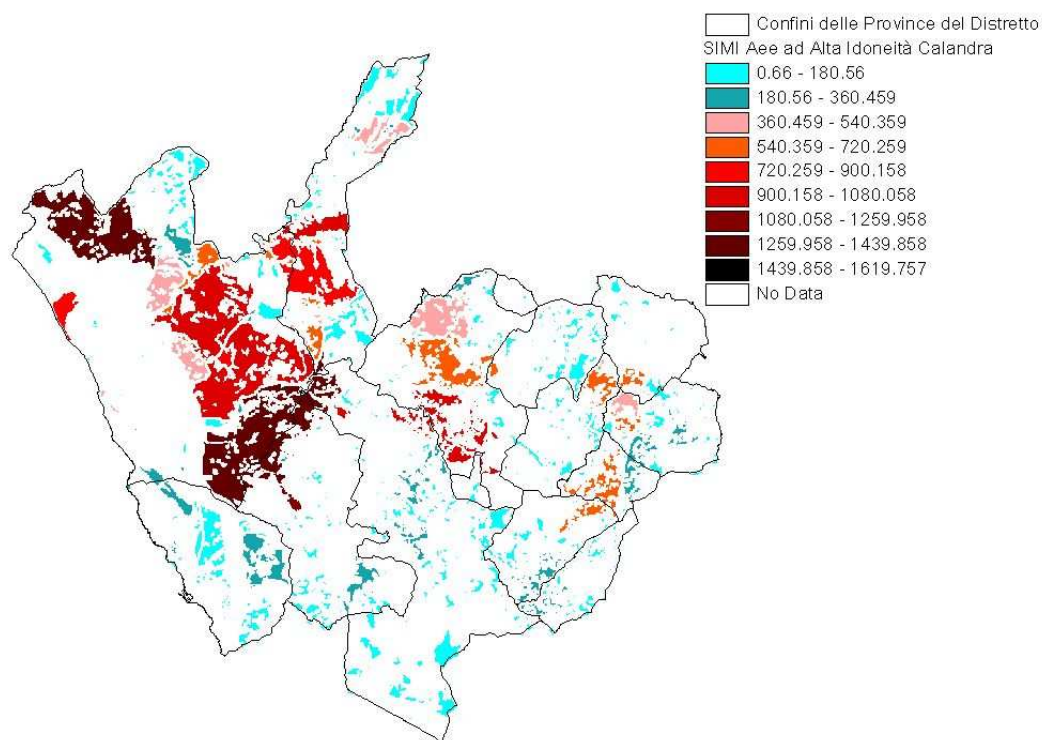 Confini delle Province del Distretto
SIMI Aee ad Alta Idoneità Calandra
0.66 - 180.56
180.56 - 360.459
360.459 - 540.359
540.359 - 720.259
720.259 - 900.158
900.158 - 1080.058
1080.058 - 1259.958
1259.958 - 1439.858
1439.858 - 1619.757
No Data